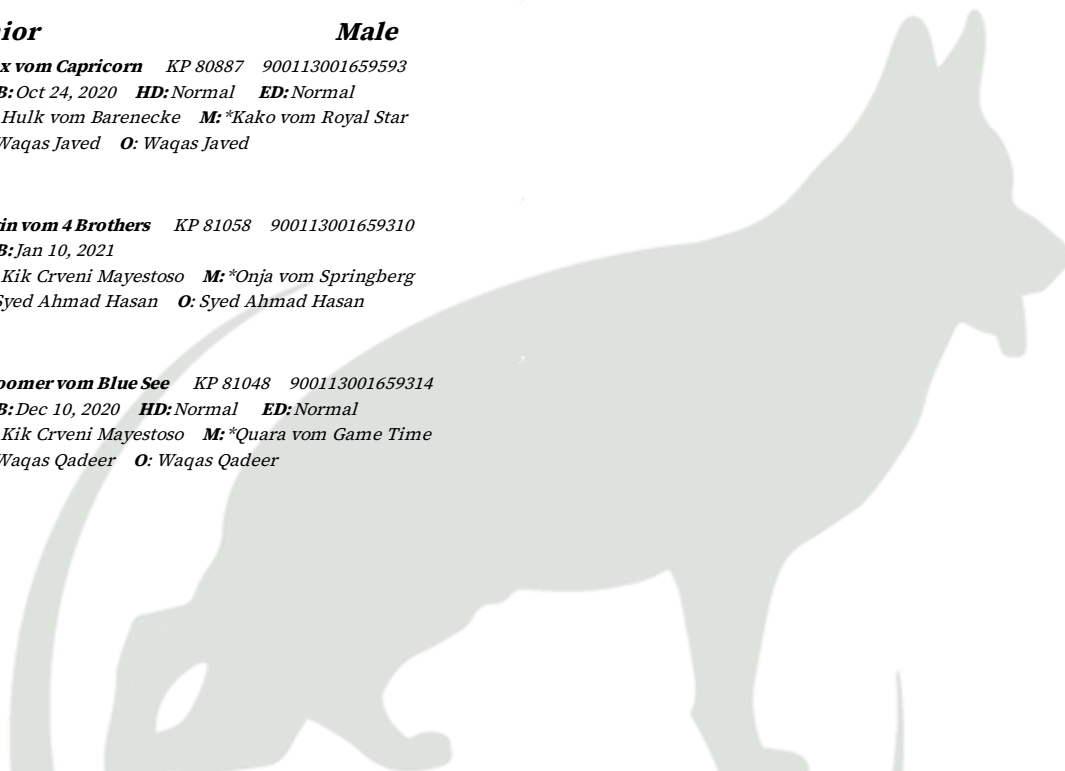 ior Male
x vom Capricorn KP 80887 900113001659593
B: Oct 24, 2020 HD: Normal ED: Normal
Hulk vom Barenecke M: *Kako vom Royal Star
Waqas Javed O: Waqas Javed
in vom 4 Brothers KP 81058 900113001659310
B: Jan 10, 2021
Kik Crveni Mayestoso M: *Onja vom Springberg
Syed Ahmad Hasan O: Syed Ahmad Hasan
oomer vom Blue See KP 81048 900113001659314
B: Dec 10, 2020 HD: Normal ED: Normal
Kik Crveni Mayestoso M: *Quara vom Game Time
Waqas Qadeer O: Waqas Qadeer